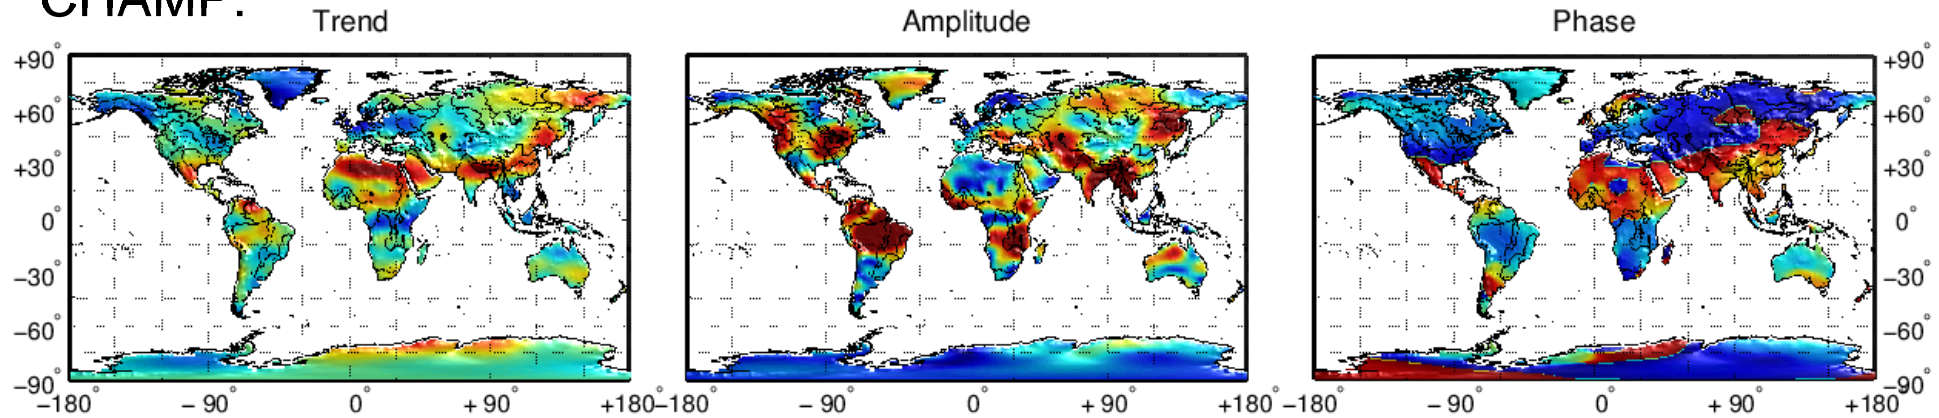 CHAMP:
Trend Amplitude Phase
+90° +90°
+60° +60°
+30° +30°
0° 0°
−30° −30°
−60° −60°
−90° −90°
−180° −90° 0° +90° +180° −180° −90° 0° +90° +180° −180° −90° 0° +90° +180°